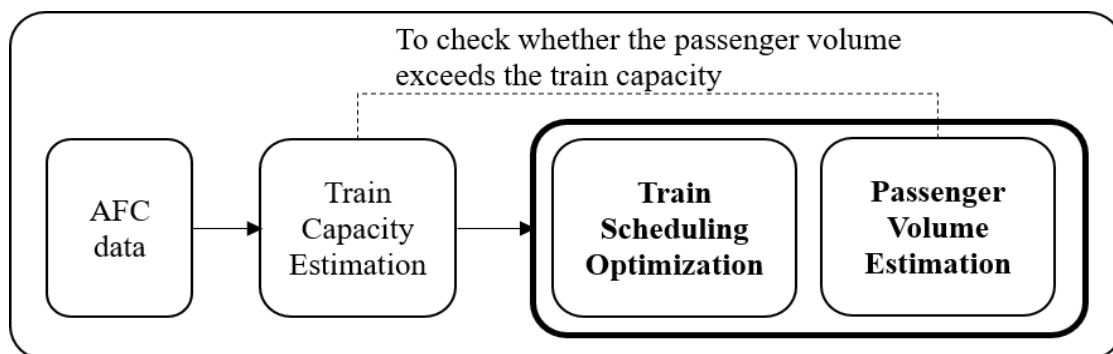 To check whether the passenger volume
exceeds the train capacity
AFC
data
Train
Capacity
Estimation
Train
Scheduling
Optimization
Passenger
Volume
Estimation